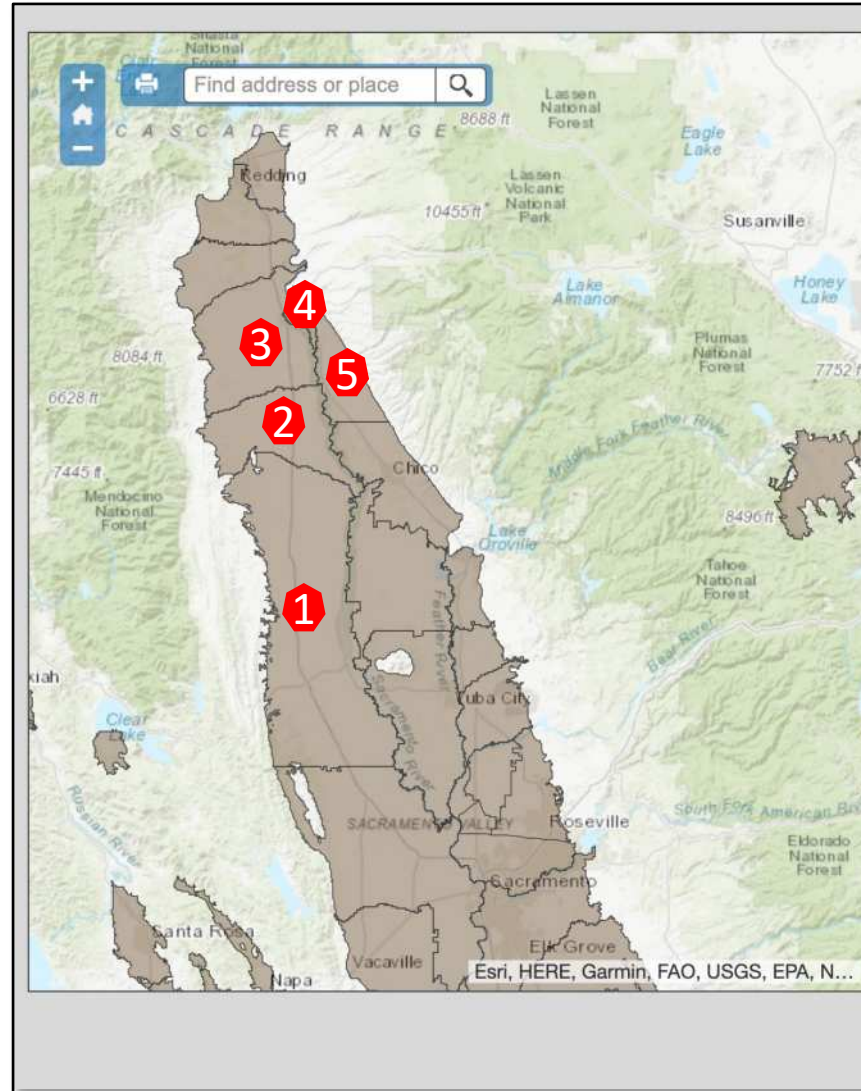 Shasta
National
Forest
Clair
+
Find address or place
−
CASCADE RANGE
8688 ft
Lassen
National
Forest
Eagle
Lake
Redding
Lassen
Volcanic
National
Park
10455 ft
Susanville
Lake
Almanor
Honey
Lake
4
3
8084 ft
Plumas
National
Forest
5
7752 ft
6628 ft
2
Middle Fork Feather River
Chico
7445 ft
Mendocino
National
Forest
8496 ft
Lake
Oroville
Tahoe
National
Forest
1
Feather River
Bear River
kiah
Yuba City
Clear
Lake
Sacramento River
Russian River
SACRAMENTO VALLEY
Roseville
South Fork American Riv
Eldorado
National
Forest
Sacramento
Santa Rosa
Elk Grove
Vacaville
Napa
Esri, HERE, Garmin, FAO, USGS, EPA, N...